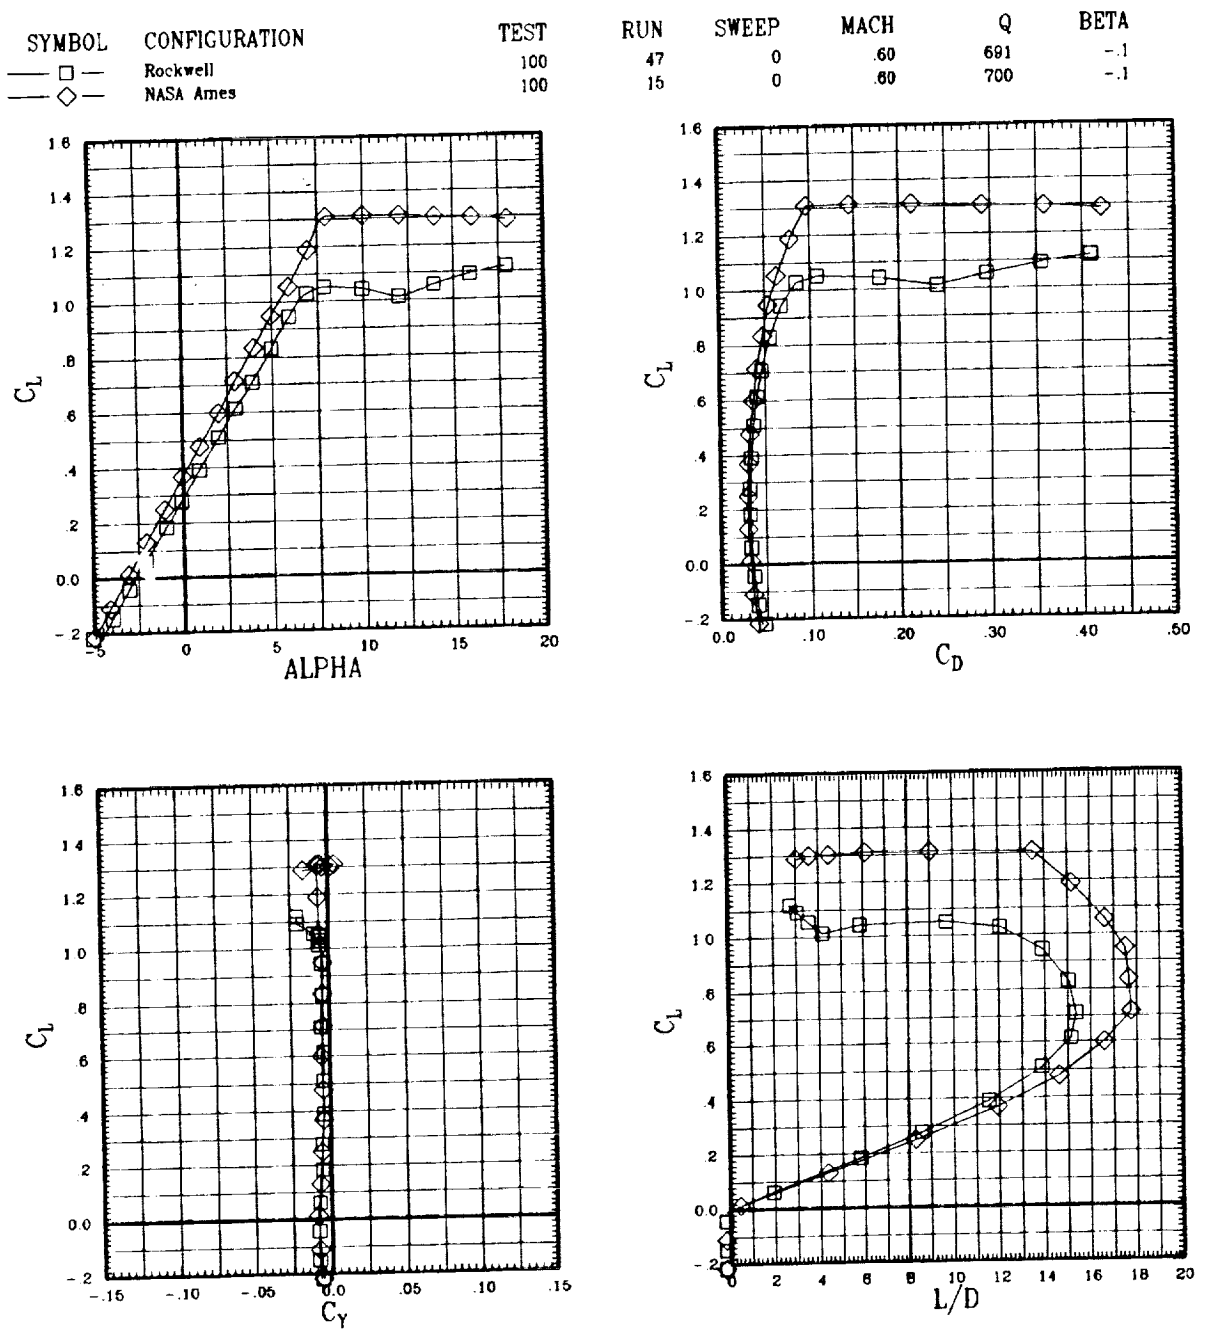 SYMBOL CONFIGURATION TEST RUN SWEEP MACH Q BETA
Rockwell 100 47 0 .60 691 -.1
NASA Ames 100 15 0 .60 700 -.1
1.6 1.6
1.4 1.4
1.2 1.2
1.0 1.0
.8 .8
C_L C_L
.6 .6
.4 .4
.2 .2
0.0 0.0
-.2 -.2
-5 0 5 10 15 20 0.0 .10 .20 .30 .40 .50
ALPHA C_D
1.6 1.6
1.4 1.4
1.2 1.2
1.0 1.0
.8 .8
C_L C_L
.6 .6
.4 .4
.2 .2
0.0 0.0
-.2 -.2
-.15 -.10 -.05 0.0 .05 .10 .15 0 2 4 6 8 10 12 14 16 18 20
C_Y L/D